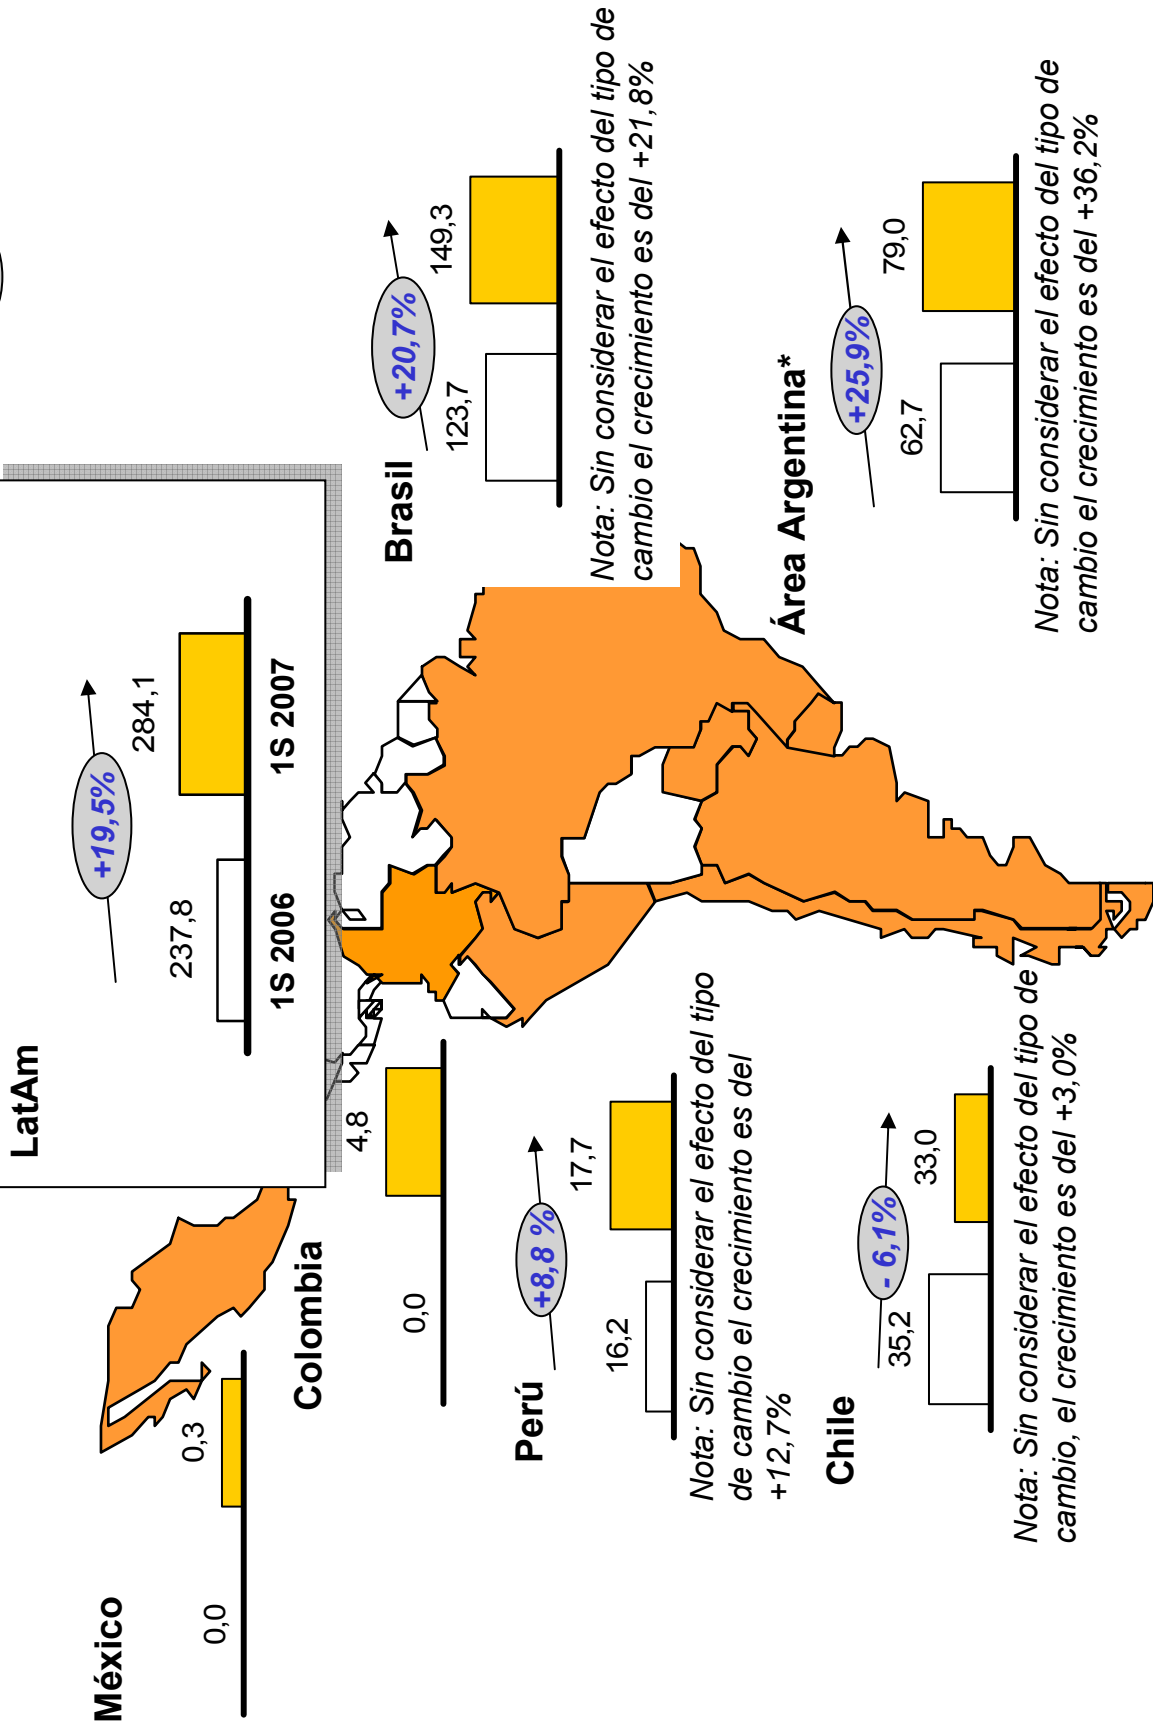 LatAm
+19,5%
237,8
284,1
1S 2006
1S 2007
México
0,0
0,3
Colombia
0,0
4,8
Brasil
+20,7%
123,7
149,3
Nota: Sin considerar el efecto del tipo de
cambio el crecimiento es del +21,8%
Perú
+8,8 %
16,2
17,7
Nota: Sin considerar el efecto del tipo
de cambio el crecimiento es del
+12,7%
Área Argentina*
+25,9%
62,7
79,0
Nota: Sin considerar el efecto del tipo de
cambio el crecimiento es del +36,2%
Chile
- 6,1%
35,2
33,0
Nota: Sin considerar el efecto del tipo de
cambio, el crecimiento es del +3,0%